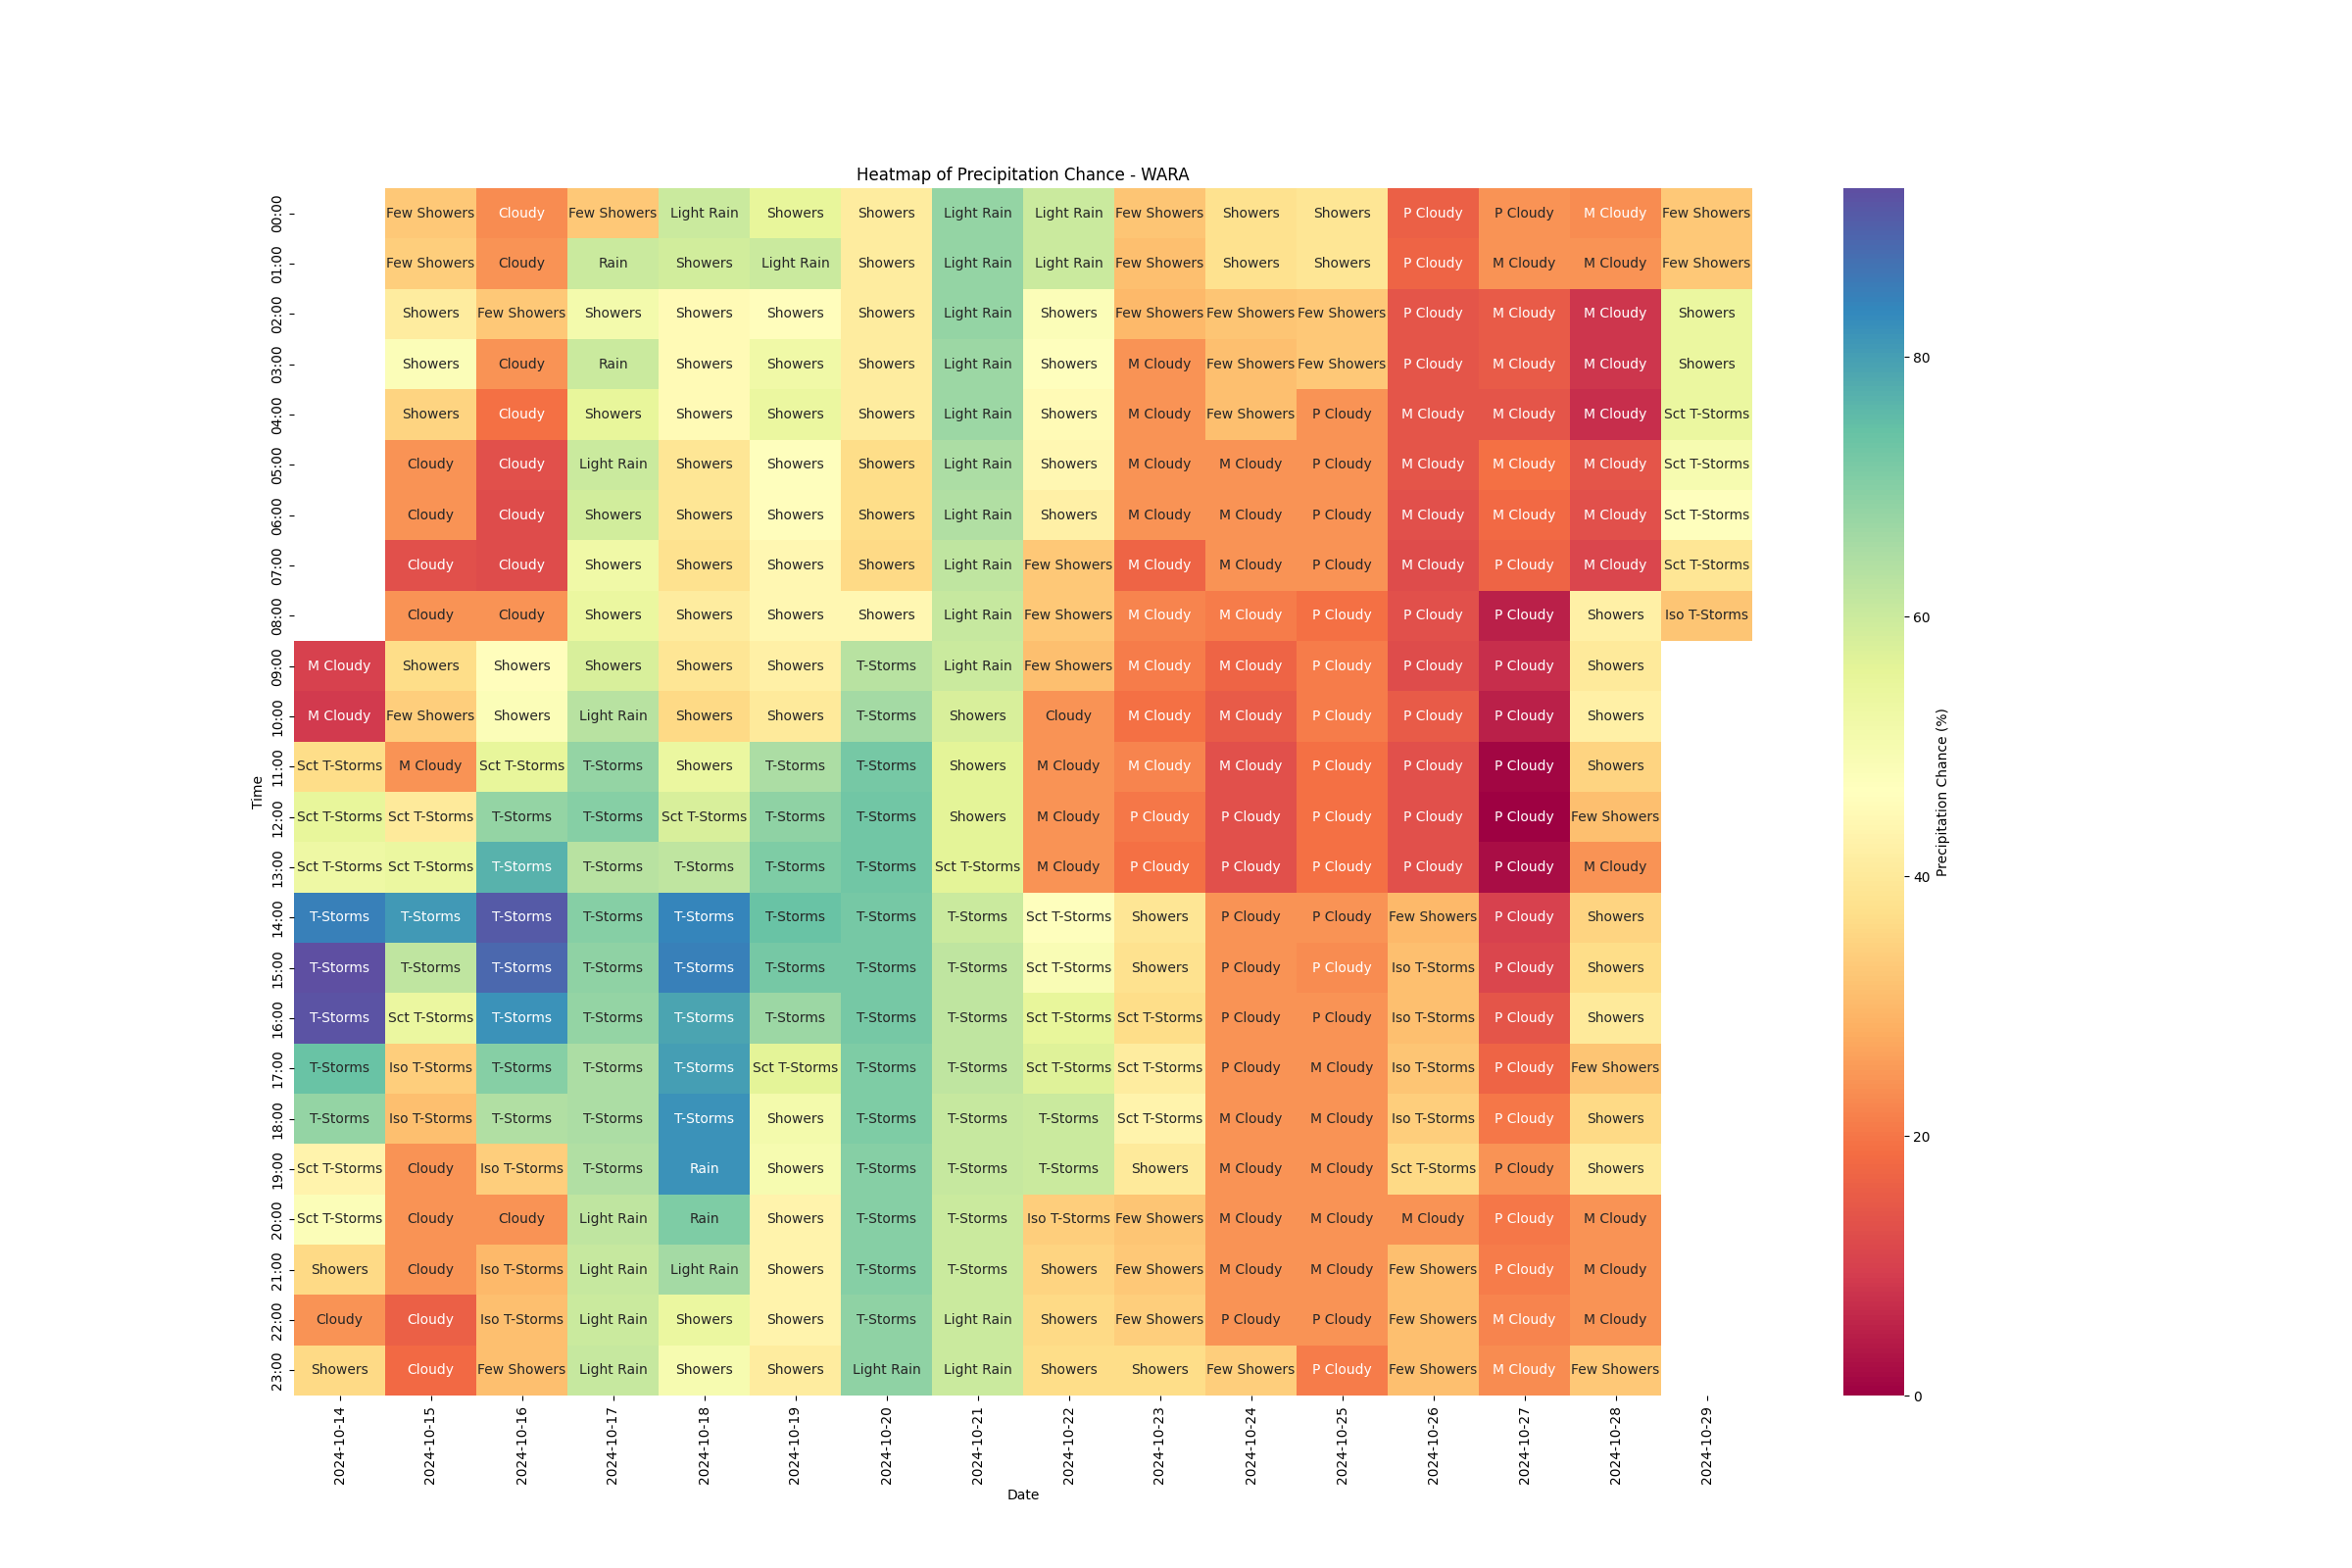 Heatmap of Precipitation Chance - WARA
Time
00:00 Few Showers Cloudy Few Showers Light Rain Showers Showers Light Rain Light Rain Few Showers Showers Showers P Cloudy P Cloudy M Cloudy Few Showers
01:00 Few Showers Cloudy Rain Showers Light Rain Showers Light Rain Light Rain Few Showers Showers Showers P Cloudy M Cloudy M Cloudy Few Showers
02:00 Showers Few Showers Showers Showers Showers Showers Light Rain Showers Few Showers Few Showers Few Showers P Cloudy M Cloudy M Cloudy Showers
03:00 Showers Cloudy Rain Showers Showers Showers Light Rain Showers M Cloudy Few Showers Few Showers P Cloudy M Cloudy M Cloudy Showers
04:00 Showers Cloudy Showers Showers Showers Showers Light Rain Showers M Cloudy Few Showers P Cloudy M Cloudy M Cloudy M Cloudy Sct T-Storms
05:00 Cloudy Cloudy Light Rain Showers Showers Showers Light Rain Showers M Cloudy M Cloudy P Cloudy M Cloudy M Cloudy M Cloudy Sct T-Storms
06:00 Cloudy Cloudy Showers Showers Showers Showers Light Rain Showers M Cloudy M Cloudy P Cloudy M Cloudy M Cloudy M Cloudy Sct T-Storms
07:00 Cloudy Cloudy Showers Showers Showers Showers Light Rain Few Showers M Cloudy M Cloudy P Cloudy M Cloudy P Cloudy M Cloudy Sct T-Storms
08:00 Cloudy Cloudy Showers Showers Showers Showers Light Rain Few Showers M Cloudy M Cloudy P Cloudy P Cloudy P Cloudy Showers Iso T-Storms
09:00 M Cloudy Showers Showers Showers Showers Showers T-Storms Light Rain Few Showers M Cloudy M Cloudy P Cloudy P Cloudy P Cloudy Showers
10:00 M Cloudy Few Showers Showers Light Rain Showers Showers T-Storms Showers Cloudy M Cloudy M Cloudy P Cloudy P Cloudy P Cloudy Showers
11:00 Sct T-Storms M Cloudy Sct T-Storms T-Storms Showers T-Storms T-Storms Showers M Cloudy M Cloudy M Cloudy P Cloudy P Cloudy P Cloudy Showers
12:00 Sct T-Storms Sct T-Storms T-Storms T-Storms Sct T-Storms T-Storms T-Storms Showers M Cloudy P Cloudy P Cloudy P Cloudy P Cloudy P Cloudy Few Showers
13:00 Sct T-Storms Sct T-Storms T-Storms T-Storms T-Storms T-Storms T-Storms Sct T-Storms M Cloudy P Cloudy P Cloudy P Cloudy P Cloudy P Cloudy M Cloudy
14:00 T-Storms T-Storms T-Storms T-Storms T-Storms T-Storms T-Storms T-Storms Sct T-Storms Showers P Cloudy P Cloudy Few Showers P Cloudy Showers
15:00 T-Storms T-Storms T-Storms T-Storms T-Storms T-Storms T-Storms T-Storms Sct T-Storms Showers P Cloudy P Cloudy Iso T-Storms P Cloudy Showers
16:00 T-Storms Sct T-Storms T-Storms T-Storms T-Storms T-Storms T-Storms T-Storms Sct T-Storms Sct T-Storms P Cloudy P Cloudy Iso T-Storms P Cloudy Showers
17:00 T-Storms Iso T-Storms T-Storms T-Storms T-Storms Sct T-Storms T-Storms T-Storms Sct T-Storms Sct T-Storms P Cloudy M Cloudy Iso T-Storms P Cloudy Few Showers
18:00 T-Storms Iso T-Storms T-Storms T-Storms T-Storms Showers T-Storms T-Storms T-Storms Sct T-Storms M Cloudy M Cloudy Iso T-Storms P Cloudy Showers
19:00 Sct T-Storms Cloudy Iso T-Storms T-Storms Rain Showers T-Storms T-Storms T-Storms Showers M Cloudy M Cloudy Sct T-Storms P Cloudy Showers
20:00 Sct T-Storms Cloudy Cloudy Light Rain Rain Showers T-Storms T-Storms Iso T-Storms Few Showers M Cloudy M Cloudy M Cloudy P Cloudy M Cloudy
21:00 Showers Cloudy Iso T-Storms Light Rain Light Rain Showers T-Storms T-Storms Showers Few Showers M Cloudy M Cloudy Few Showers P Cloudy M Cloudy
22:00 Cloudy Cloudy Iso T-Storms Light Rain Showers Showers T-Storms Light Rain Showers Few Showers P Cloudy P Cloudy Few Showers M Cloudy M Cloudy
23:00 Showers Cloudy Few Showers Light Rain Showers Showers Light Rain Light Rain Showers Showers Few Showers P Cloudy Few Showers M Cloudy Few Showers
2024-10-14 2024-10-15 2024-10-16 2024-10-17 2024-10-18 2024-10-19 2024-10-20 2024-10-21 2024-10-22 2024-10-23 2024-10-24 2024-10-25 2024-10-26 2024-10-27 2024-10-28 2024-10-29
Date
80
60
40
20
0
Precipitation Chance (%)